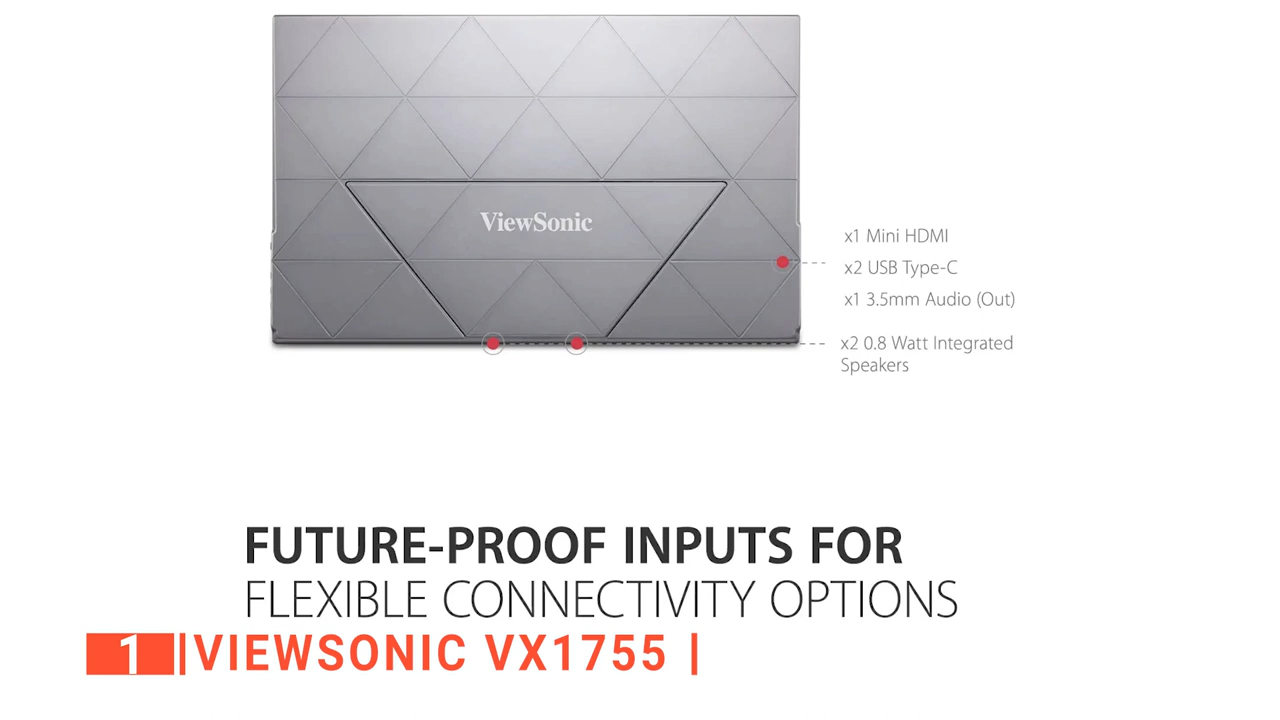 ViewSonic
x1 Mini HDMI
x2 USB Type-C
x1 3.5mm Audio (Out)
x2 0.8 Watt Integrated
Speakers
FUTURE-PROOF INPUTS FOR
FLEXIBLE CONNECTIVITY OPTIONS
1 VIEWSONIC VX1755